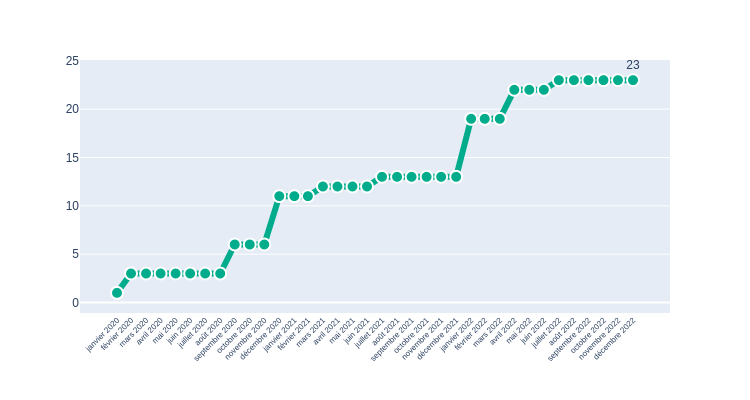 25
23
20
15
10
5
0
janvier 2020
février 2020
mars 2020
avril 2020
mai 2020
juin 2020
juillet 2020
août 2020
septembre 2020
octobre 2020
novembre 2020
décembre 2020
janvier 2021
février 2021
mars 2021
avril 2021
mai 2021
juin 2021
juillet 2021
août 2021
septembre 2021
octobre 2021
novembre 2021
décembre 2021
janvier 2022
février 2022
mars 2022
avril 2022
mai 2022
juin 2022
juillet 2022
août 2022
septembre 2022
octobre 2022
novembre 2022
décembre 2022